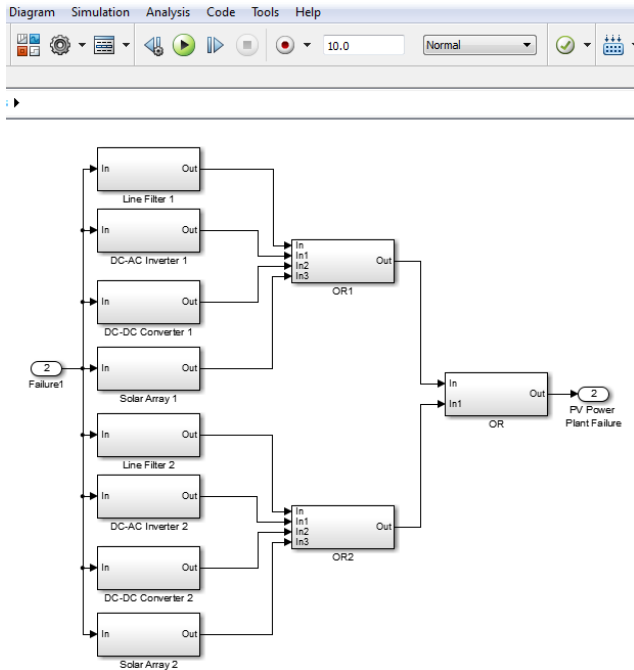 Diagram Simulation Analysis Code Tools Help
10.0 Normal
In Out
Line Filter 1
In Out
DC-AC Inverter 1
In Out
DC-DC Converter 1
In Out
Solar Array 1
In
In1
In2
In3
Out
OR1
2
Failure1
In
In1
Out
OR
2
PV Power
Plant Failure
In Out
Line Filter 2
In Out
DC-AC Inverter 2
In Out
DC-DC Converter 2
In Out
Solar Array 2
In
In1
In2
In3
Out
OR2